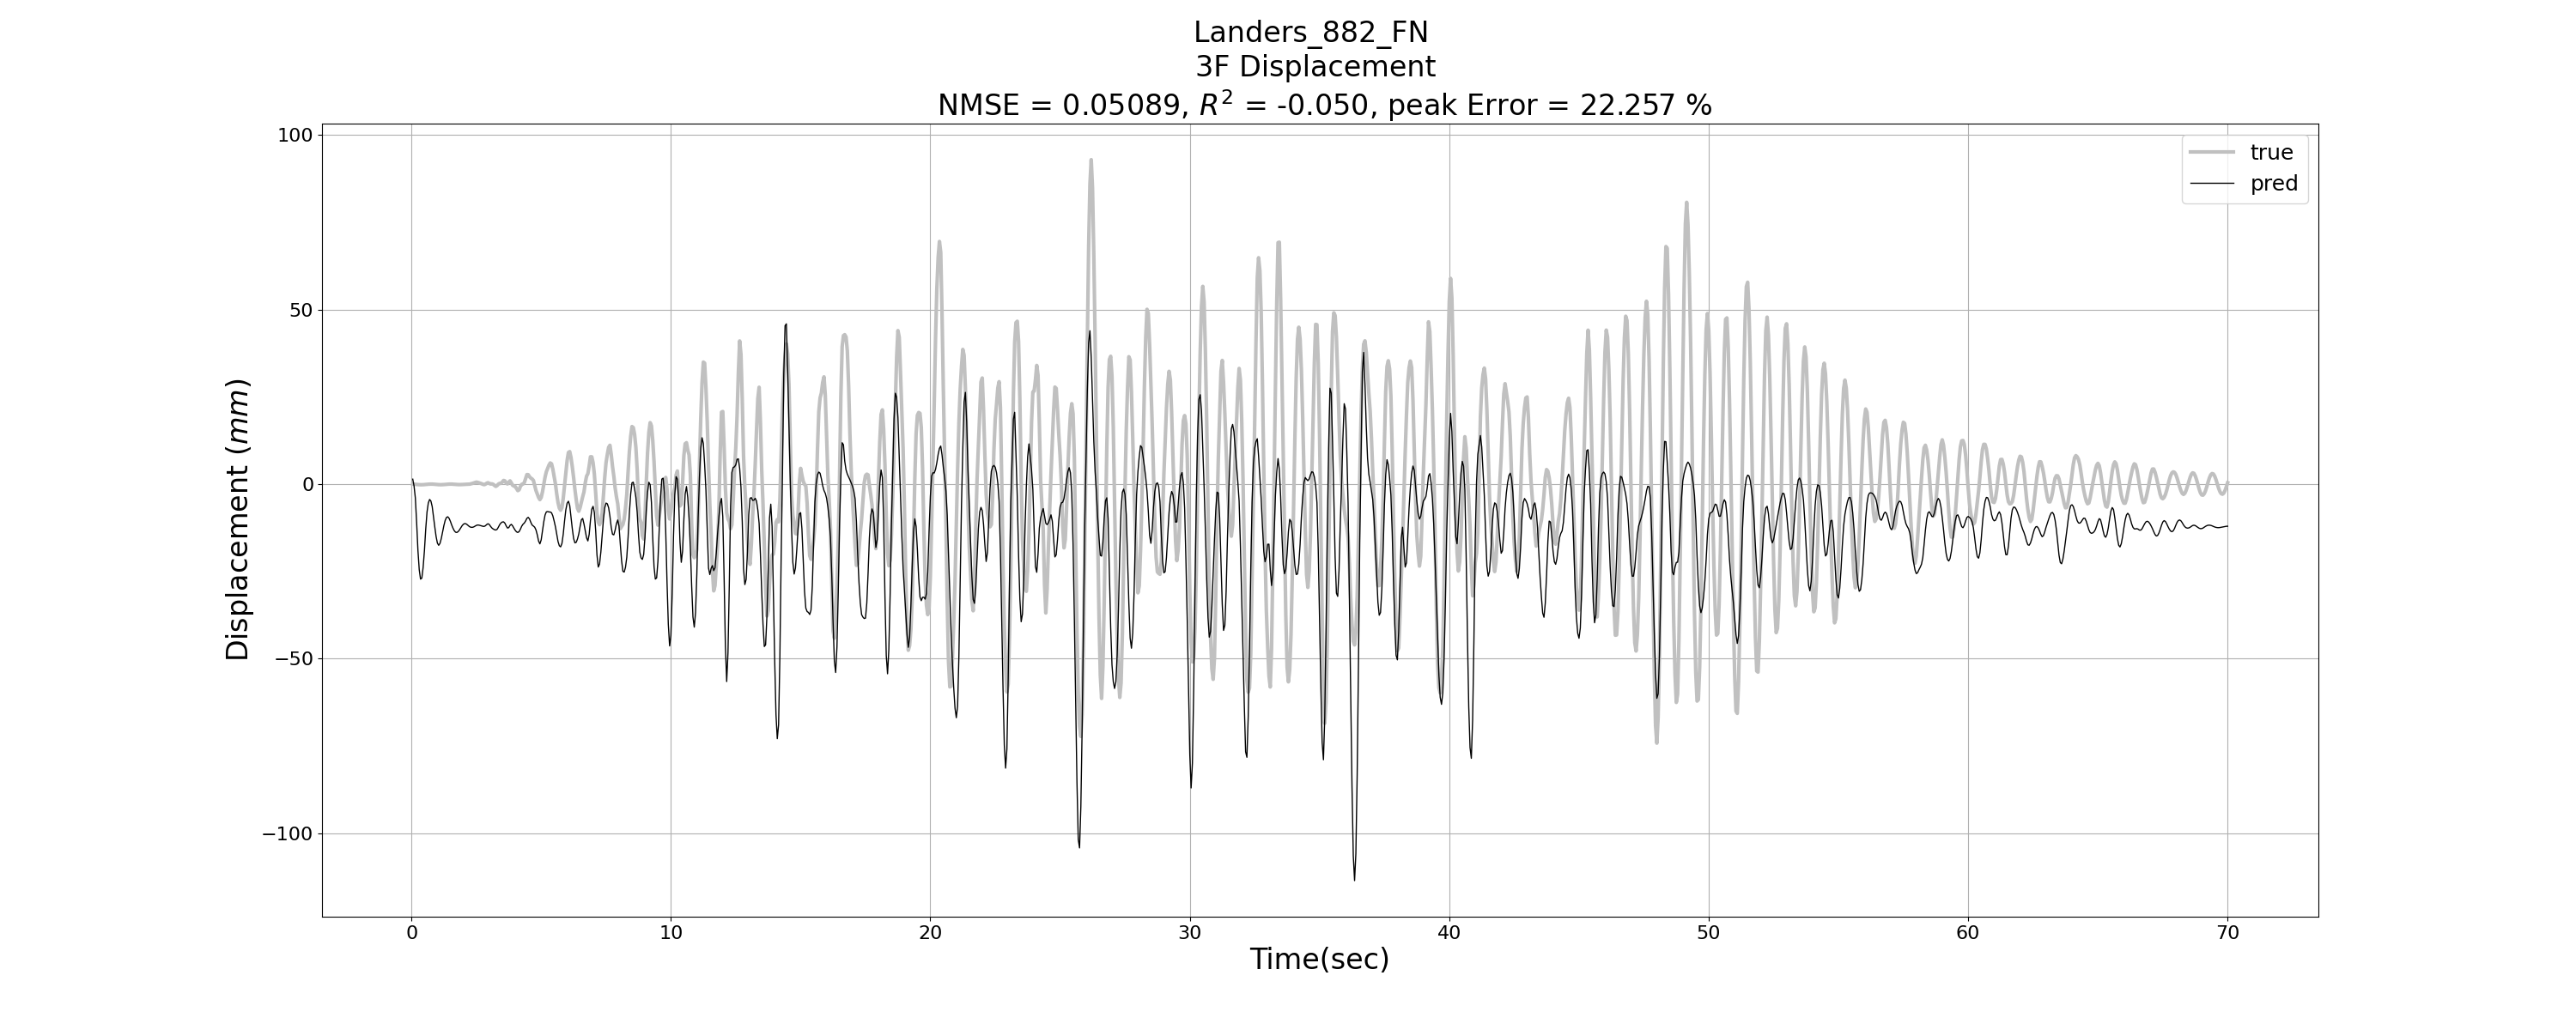 Landers_882_FN
3F Displacement
NMSE = 0.05089, R² = -0.050, peak Error = 22.257 %
100
50
0
−50
−100
Displacement (mm)
true
pred
0 10 20 30 40 50 60 70
Time(sec)